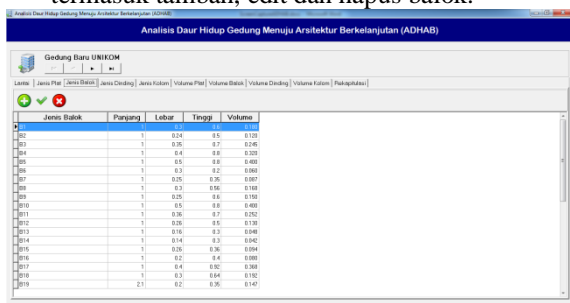 termasuk tambah, edit dan hapus balok.
Analisis Daur Hidup Gedung Menuju Arsitektur Berkelanjutan (ADHAB)
Analisis Daur Hidup Gedung Menuju Arsitektur Berkelanjutan (ADHAB)
Gedung Baru UNIKOM
Lantai Jenis Plat Jenis Balok Jenis Dinding Jenis Kolom Volume Plat Volume Balok Volume Dinding Volume Kolom Rekapitulasi
Jenis Balok Panjang Lebar Tinggi Volume
B1 1 0.3 0.6 0.180
B2 1 0.24 0.5 0.120
B3 1 0.35 0.7 0.245
B4 1 0.4 0.8 0.320
B5 1 0.5 0.8 0.400
B6 1 0.3 0.2 0.060
B7 1 0.25 0.35 0.087
B8 1 0.3 0.56 0.168
B9 1 0.25 0.6 0.150
B10 1 0.5 0.8 0.400
B11 1 0.36 0.7 0.252
B12 1 0.26 0.5 0.130
B13 1 0.16 0.3 0.048
B14 1 0.14 0.3 0.042
B15 1 0.26 0.36 0.094
B16 1 0.2 0.4 0.080
B17 1 0.4 0.92 0.368
B18 1 0.3 0.64 0.192
B19 2.1 0.2 0.35 0.147